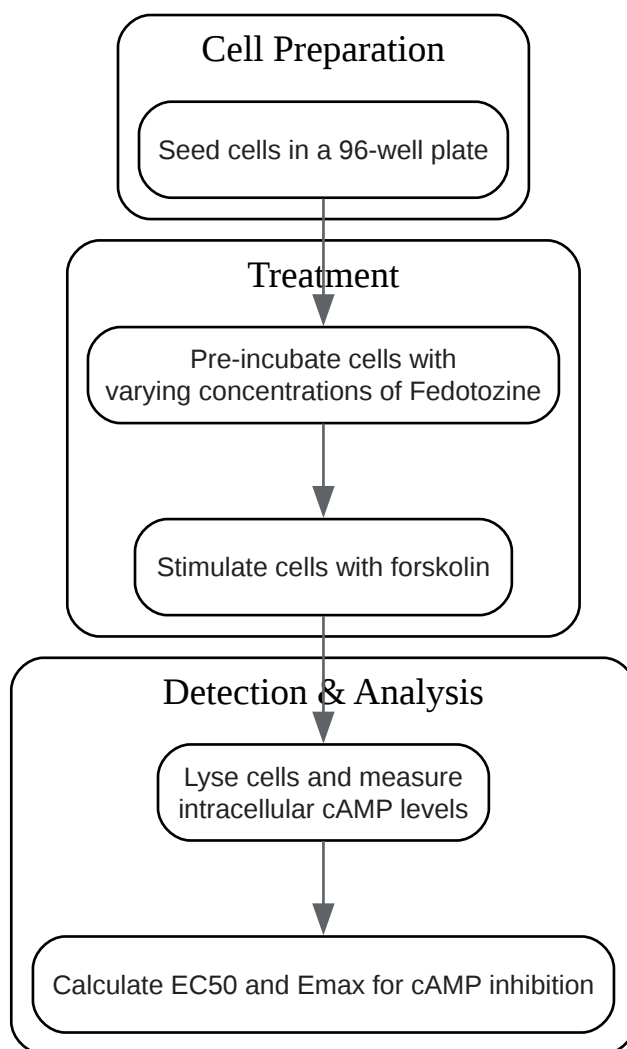 Cell Preparation
Seed cells in a 96-well plate
Treatment
Pre-incubate cells with
varying concentrations of Fedotozine
Stimulate cells with forskolin
Detection & Analysis
Lyse cells and measure
intracellular cAMP levels
Calculate EC50 and Emax for cAMP inhibition